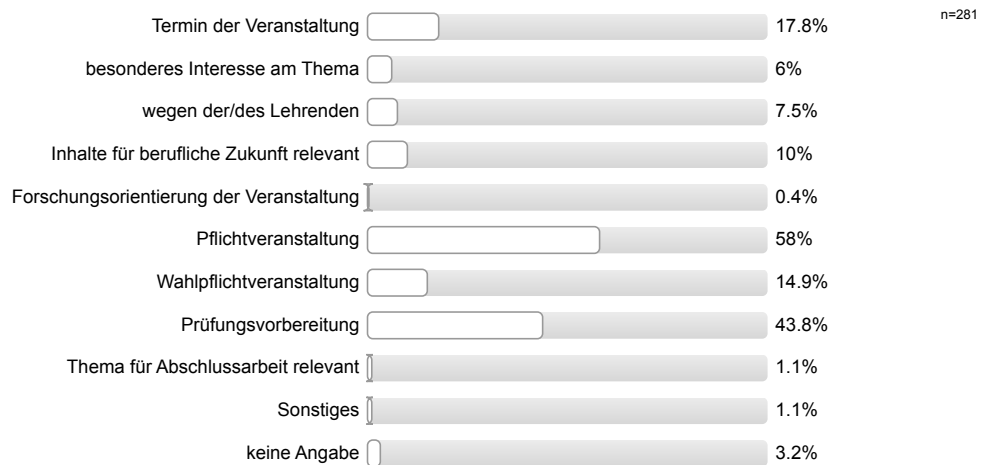 n=281
Termin der Veranstaltung 17.8%
besonderes Interesse am Thema 6%
wegen der/des Lehrenden 7.5%
Inhalte für berufliche Zukunft relevant 10%
Forschungsorientierung der Veranstaltung 0.4%
Pflichtveranstaltung 58%
Wahlpflichtveranstaltung 14.9%
Prüfungsvorbereitung 43.8%
Thema für Abschlussarbeit relevant 1.1%
Sonstiges 1.1%
keine Angabe 3.2%